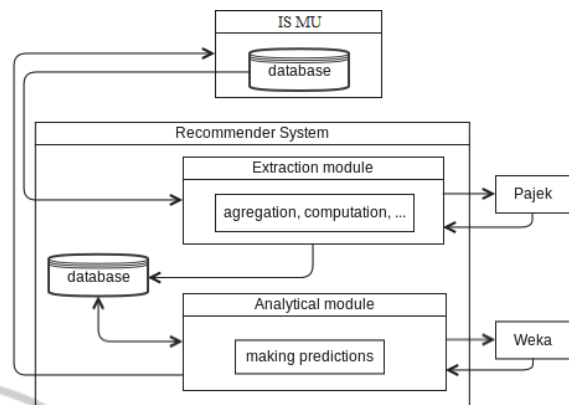 IS MU
database
Recommender System
Extraction module
agregation, computation, ...
Pajek
database
Analytical module
making predictions
Weka